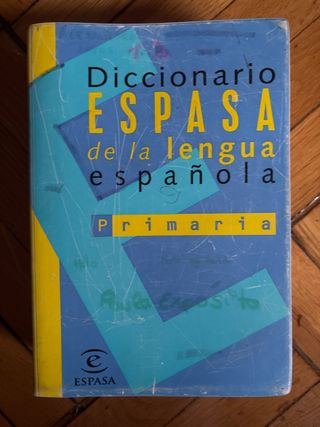 Diccionario
ESPASA
de la lengua
española
Primaria
Paula Expósito
e
ESPASA